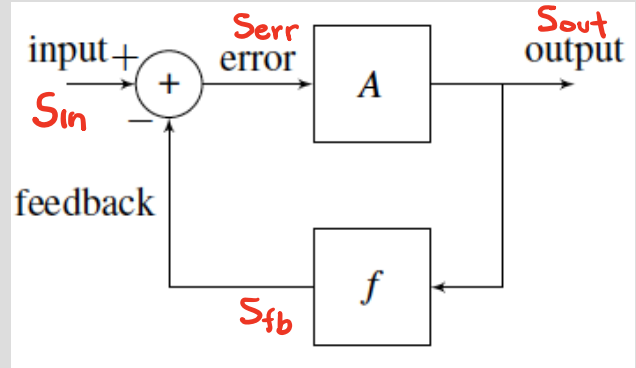 Serr
Sout
input +
error
output
+
A
Sin
−
feedback
f
Sfb